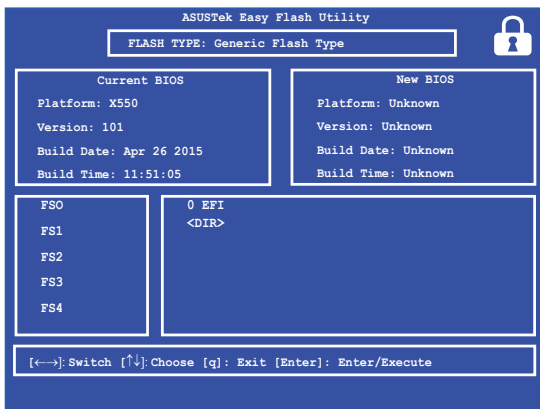 ASUSTek Easy Flash Utility
FLASH TYPE: Generic Flash Type
Current BIOS
Platform: X550
Version: 101
Build Date: Apr 26 2015
Build Time: 11:51:05
New BIOS
Platform: Unknown
Version: Unknown
Build Date: Unknown
Build Time: Unknown
FSO
FS1
FS2
FS3
FS4
0 EFI
<DIR>
[←→]: Switch [↑↓]: Choose [q]: Exit [Enter]: Enter/Execute